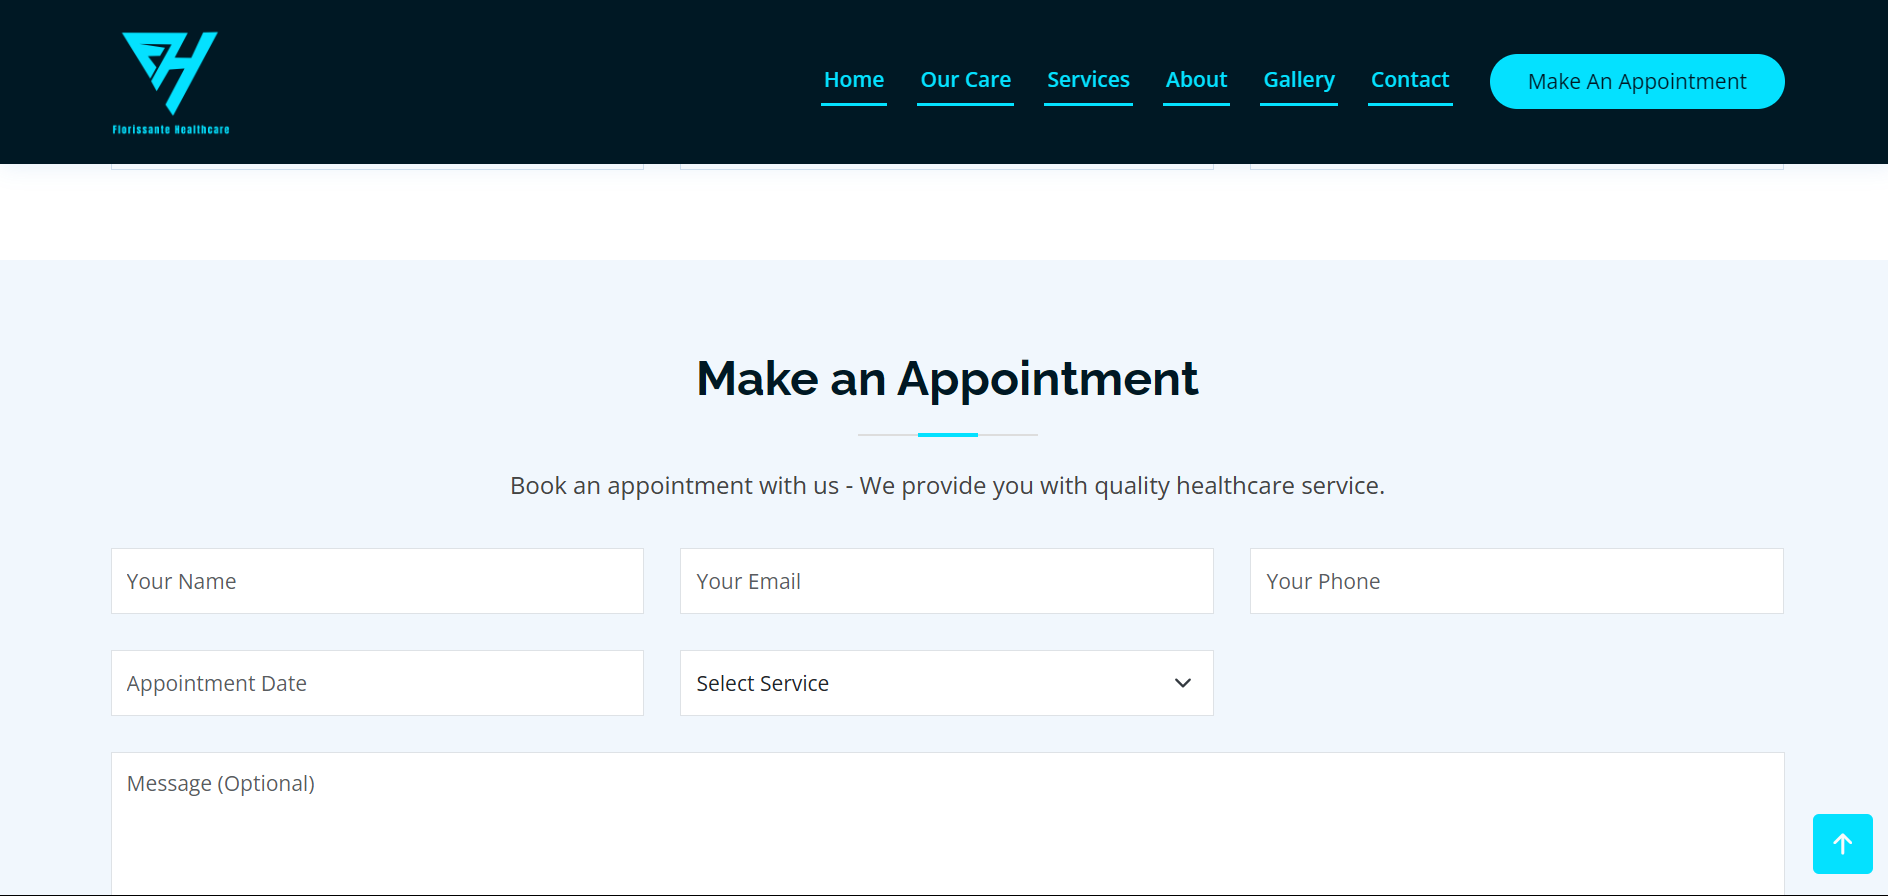 Florissante Healthcare
Home Our Care Services About Gallery Contact Make An Appointment
Make an Appointment
Book an appointment with us - We provide you with quality healthcare service.
Your Name Your Email Your Phone
Appointment Date Select Service
Message (Optional)